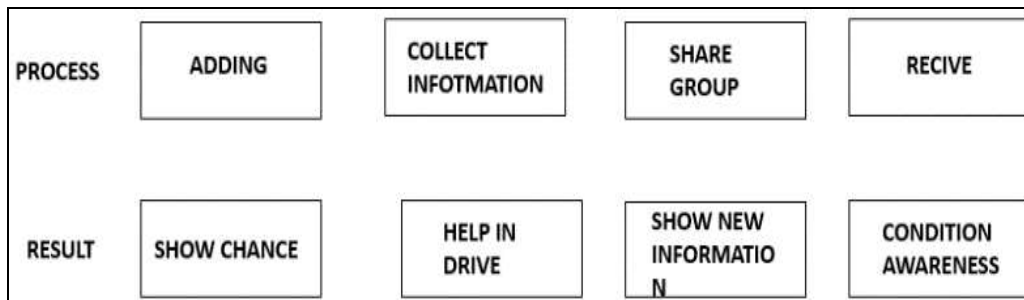 PROCESS
ADDING
COLLECT
INFOTMATION
SHARE
GROUP
RECIVE
RESULT
SHOW CHANCE
HELP IN
DRIVE
SHOW NEW
INFORMATIO
N
CONDITION
AWARENESS